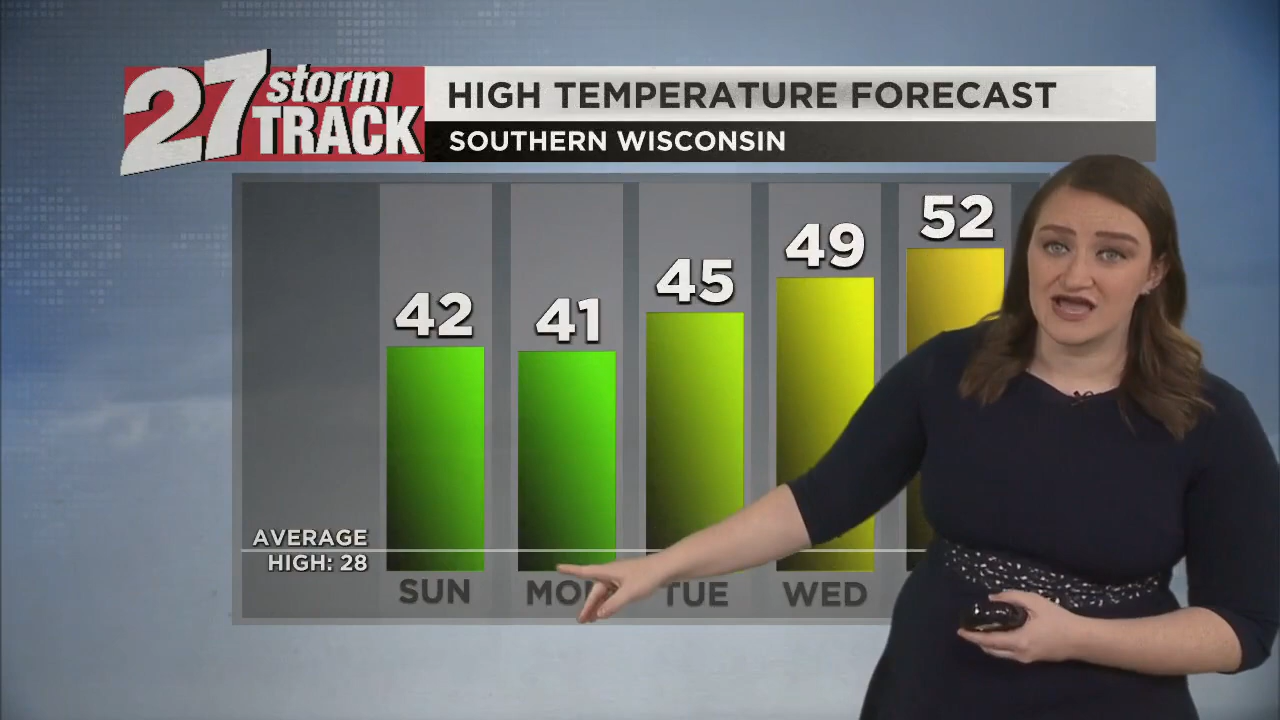 27 storm
TRACK
HIGH TEMPERATURE FORECAST
SOUTHERN WISCONSIN
42 41 45 49 52
AVERAGE
HIGH: 28
SUN TUE WED